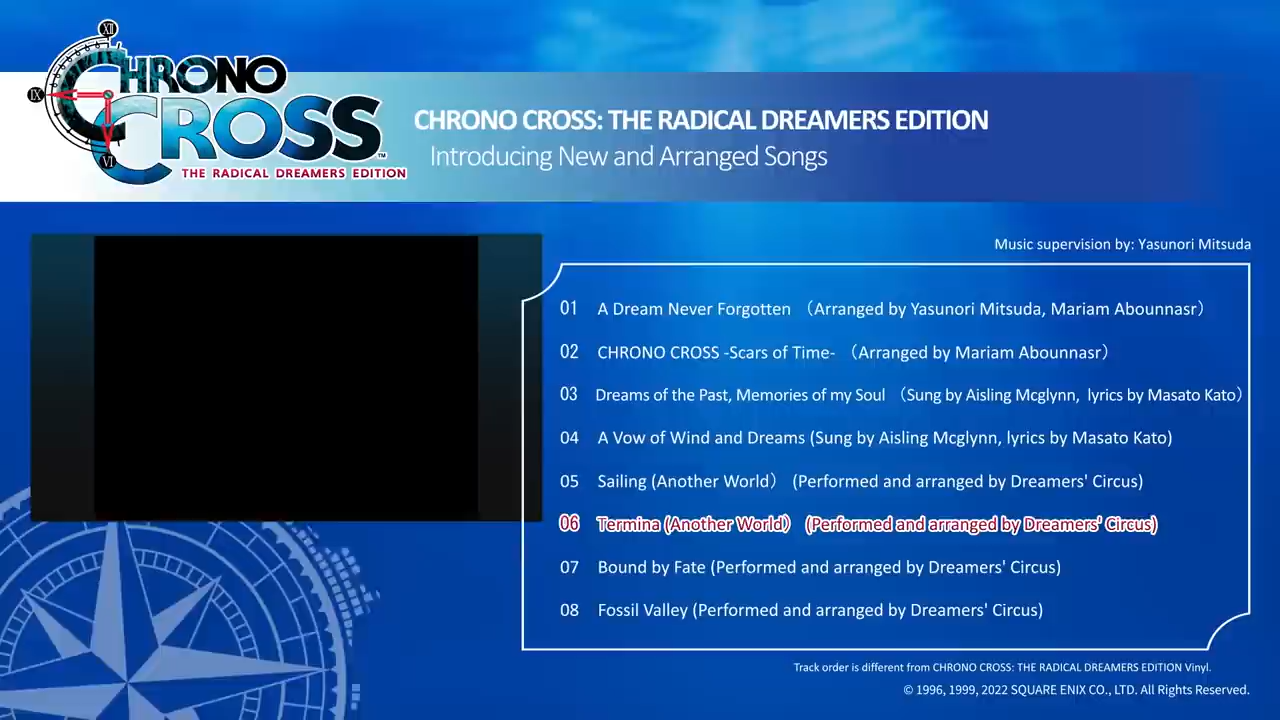 XII
IX
VI
CHRONO
CROSS™
THE RADICAL DREAMERS EDITION
CHRONO CROSS: THE RADICAL DREAMERS EDITION
Introducing New and Arranged Songs
Music supervision by: Yasunori Mitsuda
01 A Dream Never Forgotten （Arranged by Yasunori Mitsuda, Mariam Abounnasr）
02 CHRONO CROSS -Scars of Time- （Arranged by Mariam Abounnasr）
03 Dreams of the Past, Memories of my Soul （Sung by Aisling Mcglynn, lyrics by Masato Kato）
04 A Vow of Wind and Dreams (Sung by Aisling Mcglynn, lyrics by Masato Kato)
05 Sailing (Another World） (Performed and arranged by Dreamers' Circus)
06 Termina (Another World） (Performed and arranged by Dreamers' Circus)
07 Bound by Fate (Performed and arranged by Dreamers' Circus)
08 Fossil Valley (Performed and arranged by Dreamers' Circus)
Track order is different from CHRONO CROSS: THE RADICAL DREAMERS EDITION Vinyl.
© 1996, 1999, 2022 SQUARE ENIX CO., LTD. All Rights Reserved.